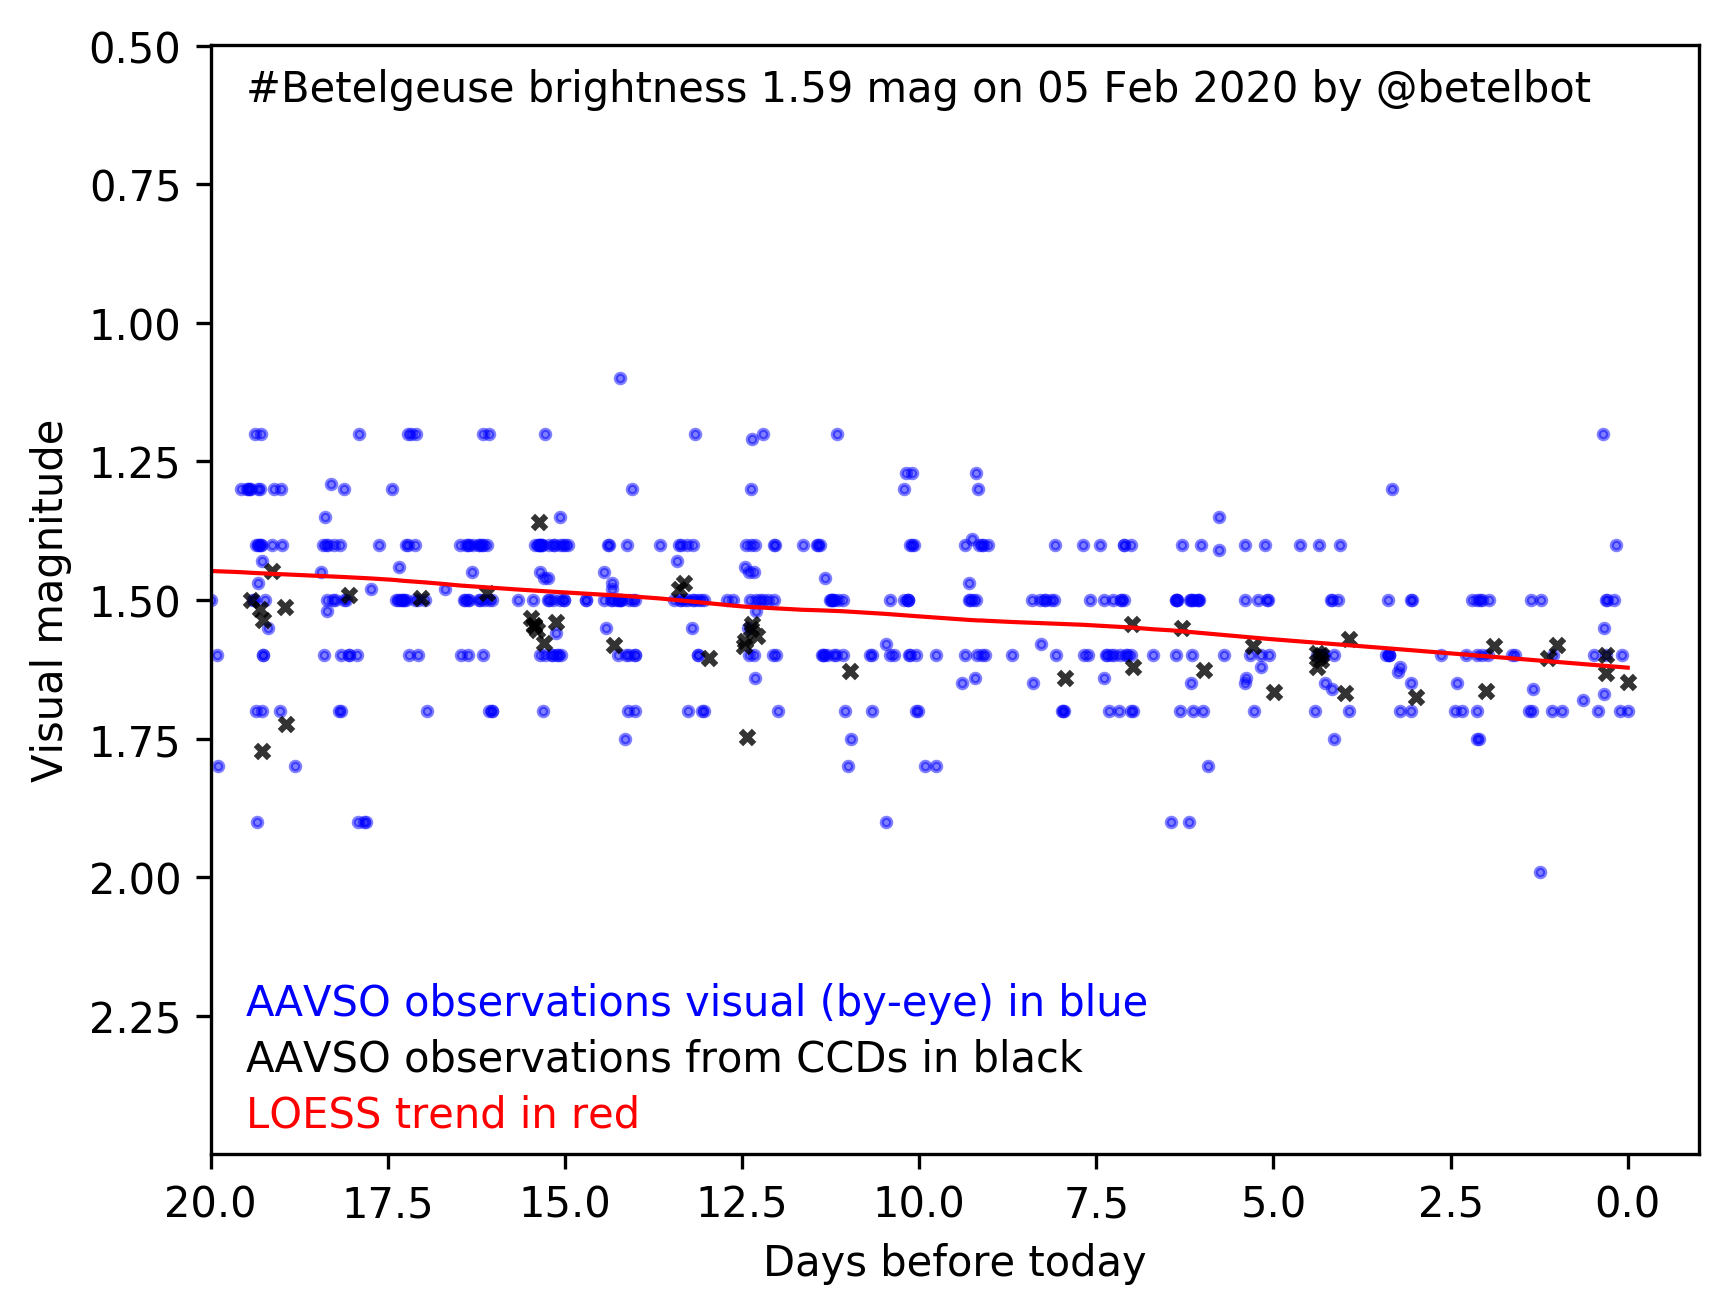 #Betelgeuse brightness 1.59 mag on 05 Feb 2020 by @betelbot
0.50
0.75
1.00
1.25
1.50
1.75
2.00
2.25
Visual magnitude
AAVSO observations visual (by-eye) in blue
AAVSO observations from CCDs in black
LOESS trend in red
20.0 17.5 15.0 12.5 10.0 7.5 5.0 2.5 0.0
Days before today